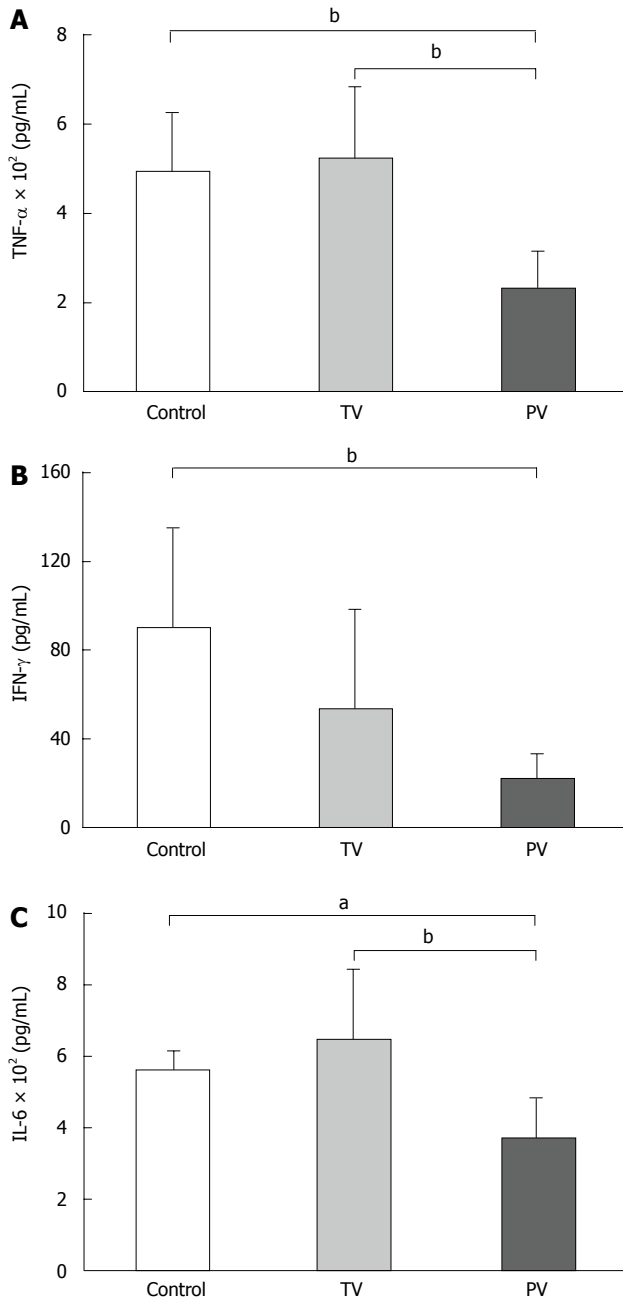 A
b
b
8
6
4
2
0
TNF-α × 10² (pg/mL)
Control TV PV
B
b
160
120
80
40
0
IFN-γ (pg/mL)
Control TV PV
C
a
b
10
8
6
4
2
0
IL-6 × 10² (pg/mL)
Control TV PV